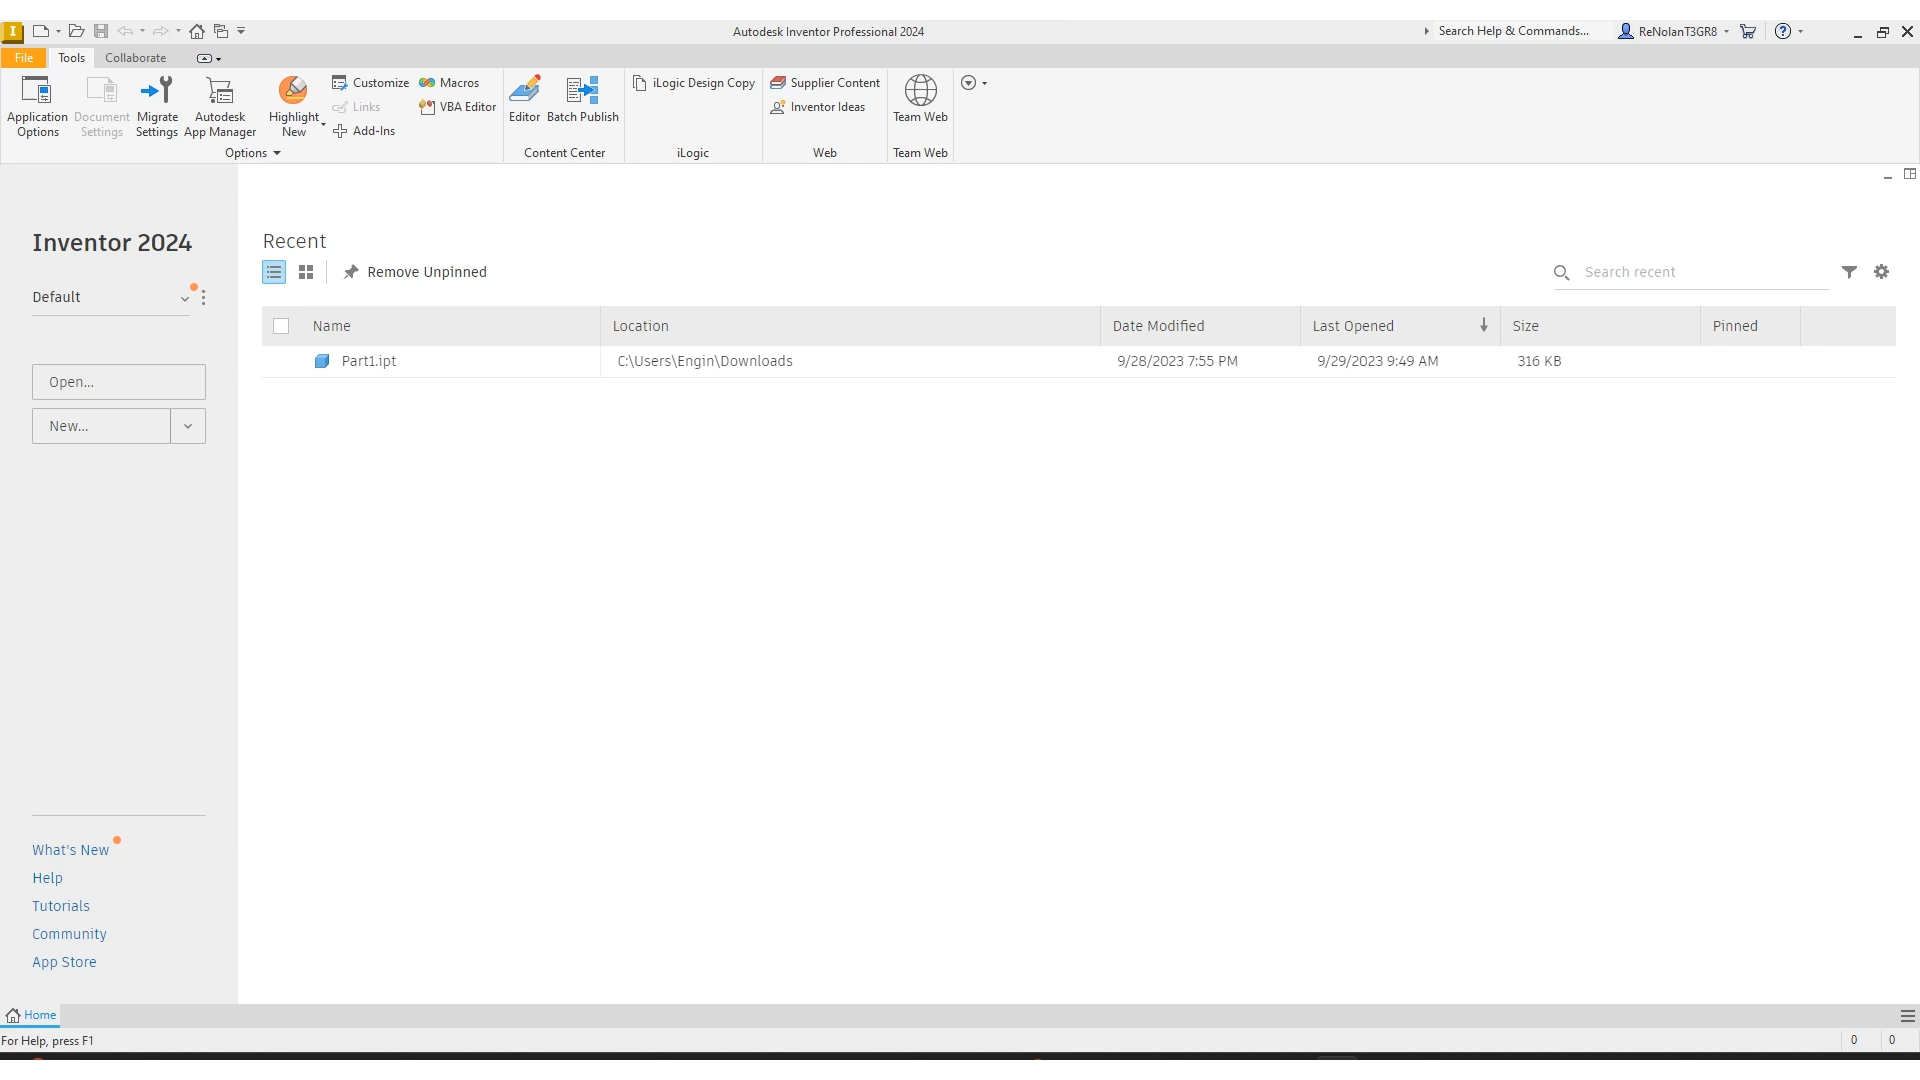 I
Autodesk Inventor Professional 2024
Search Help & Commands...
ReNolanT3GR8
File
Tools
Collaborate
Application Options
Document Settings
Migrate Settings
Autodesk App Manager
Highlight New
Customize
Links
Add-Ins
Macros
VBA Editor
Editor
Batch Publish
iLogic Design Copy
Supplier Content
Inventor Ideas
Team Web
Options
Content Center
iLogic
Web
Team Web
Inventor 2024
Default
Open...
New...
Recent
Remove Unpinned
Search recent
Name Location Date Modified Last Opened Size Pinned
Part1.ipt C:\Users\Engin\Downloads 9/28/2023 7:55 PM 9/29/2023 9:49 AM 316 KB
What's New
Help
Tutorials
Community
App Store
Home
For Help, press F1
0 0